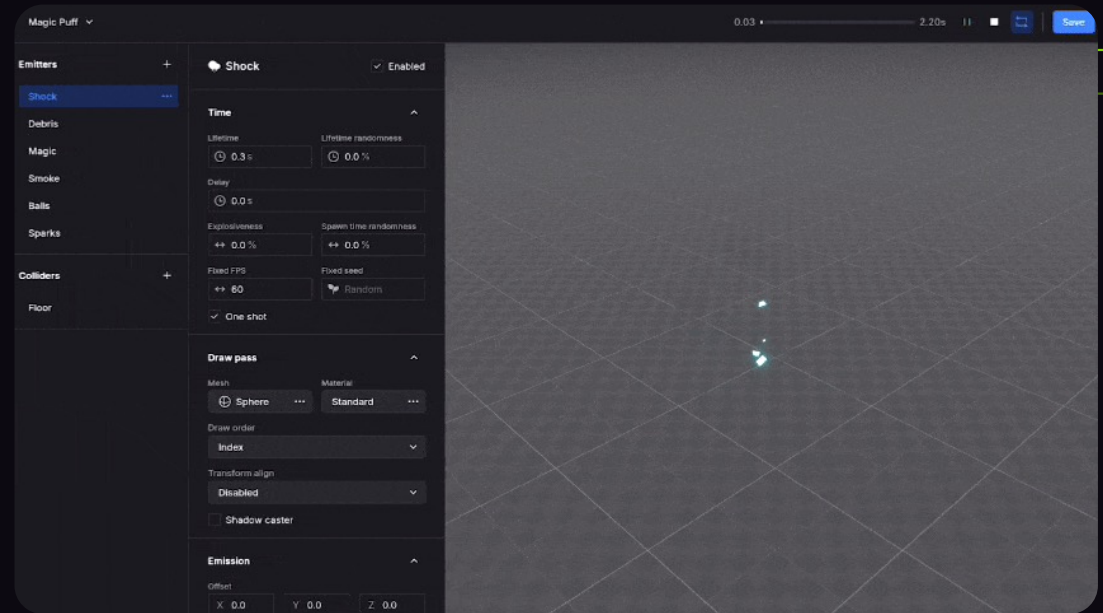 Magic Puff
0.03
2.20s
Save
Emitters
+
Shock
Debris
Magic
Smoke
Balls
Sparks
Colliders
+
Floor
Shock
Enabled
Time
Lifetime
Lifetime randomness
0.3 s
0.0 %
Delay
0.0 s
Explosiveness
Spawn time randomness
0.0 %
0.0 %
Fixed FPS
Fixed seed
60
Random
One shot
Draw pass
Mesh
Material
Sphere
Standard
Draw order
Index
Transform align
Disabled
Shadow caster
Emission
Offset
X 0.0
Y 0.0
Z 0.0